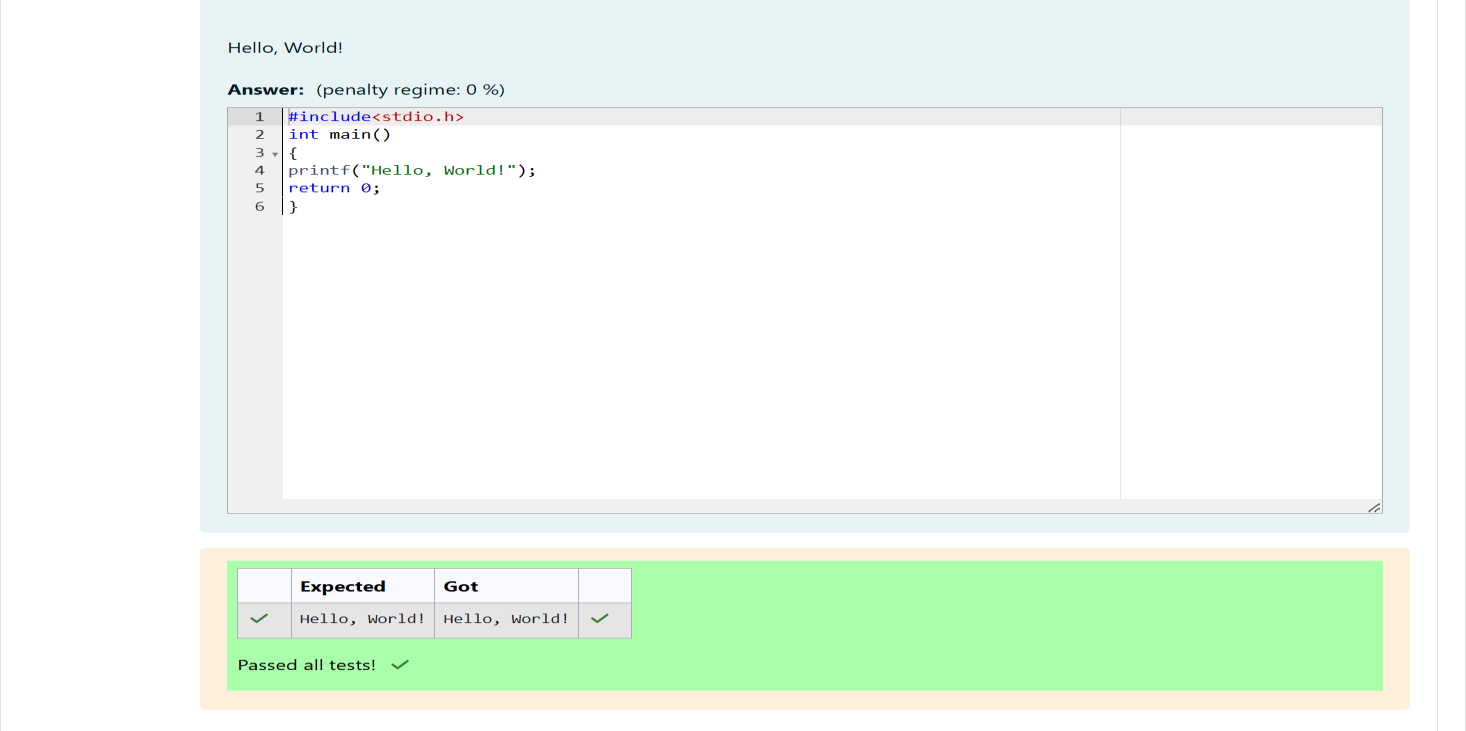 Hello, World!
Answer: (penalty regime: 0 %)
1 #include<stdio.h>
2 int main()
3 {
4 printf("Hello, World!");
5 return 0;
6 }
Expected Got
Hello, World! Hello, World!
Passed all tests!